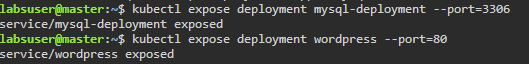 labsuser@master:~$ kubectl expose deployment mysql-deployment --port=3306
service/mysql-deployment exposed
labsuser@master:~$ kubectl expose deployment wordpress --port=80
service/wordpress exposed